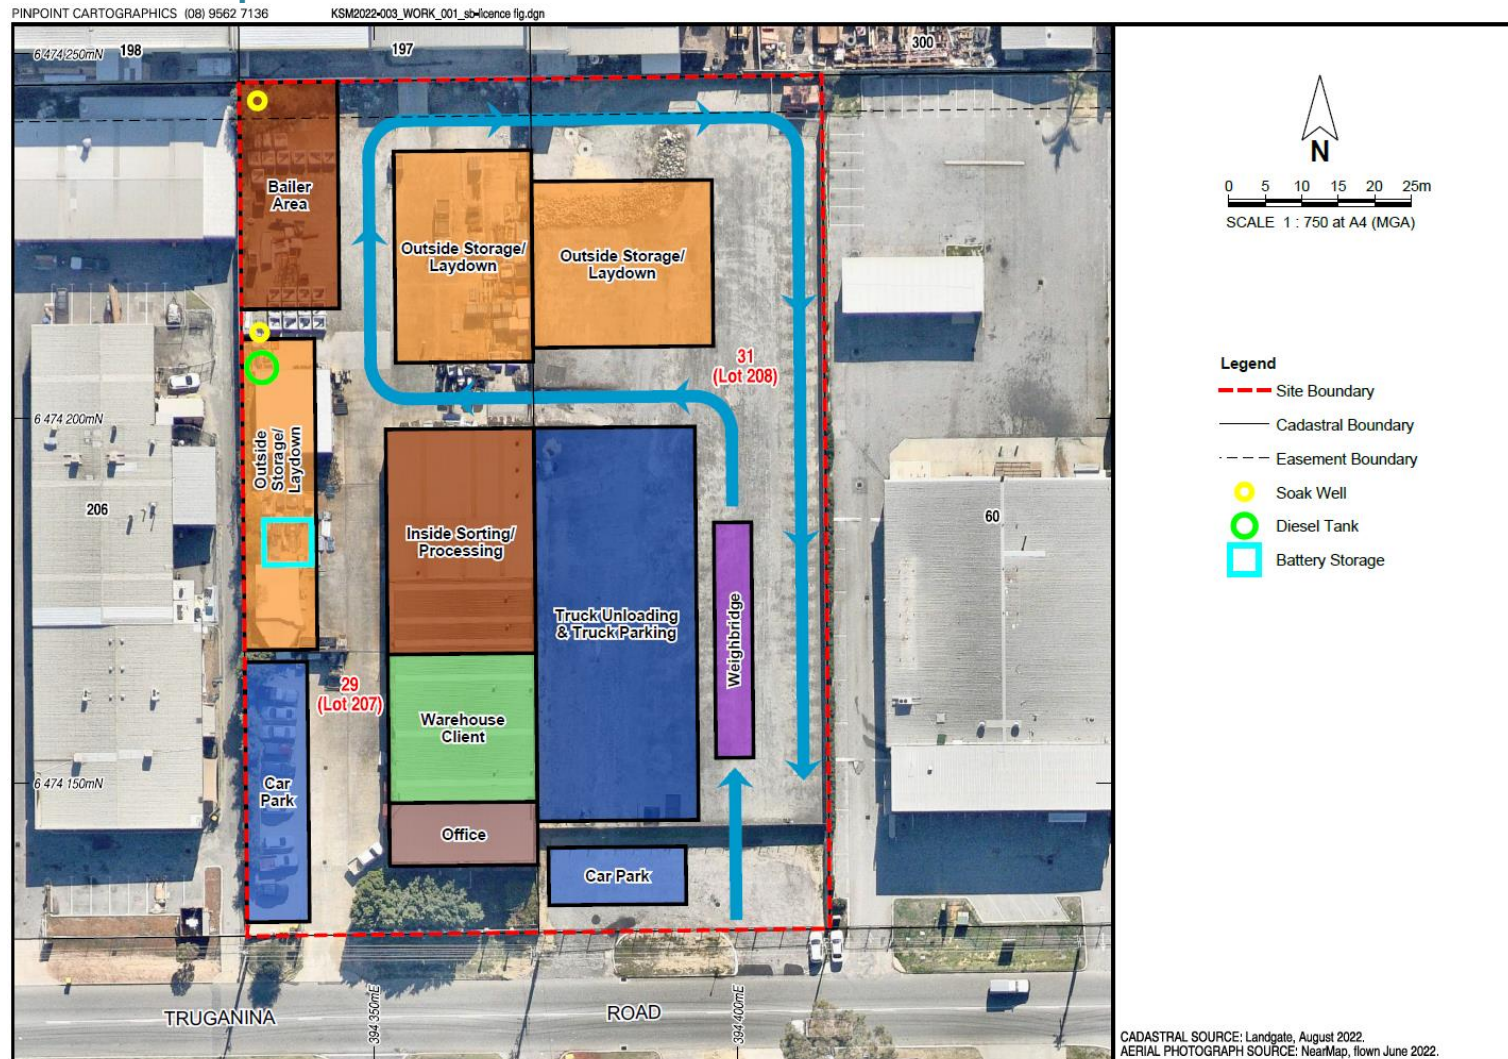 PINPOINT CARTOGRAPHICS (08) 9562 7136
KSM2022-003_WORK_001_sb-licence fig.dgn
6 474 250mN
198
197
300
Bailer
Area
Outside Storage/
Laydown
Outside Storage/
Laydown
31
(Lot 208)
6 474 200mN
Outside
Storage/
Laydown
206
Inside Sorting/
Processing
60
Truck Unloading
& Truck Parking
Weighbridge
29
(Lot 207)
Warehouse
Client
6 474 150mN
Car
Park
Office
Car Park
TRUGANINA
ROAD
394 350mE
394 400mE
N
0 5 10 15 20 25m
SCALE 1 : 750 at A4 (MGA)
Legend
Site Boundary
Cadastral Boundary
Easement Boundary
Soak Well
Diesel Tank
Battery Storage
CADASTRAL SOURCE: Landgate, August 2022.
AERIAL PHOTOGRAPH SOURCE: NearMap, flown June 2022.